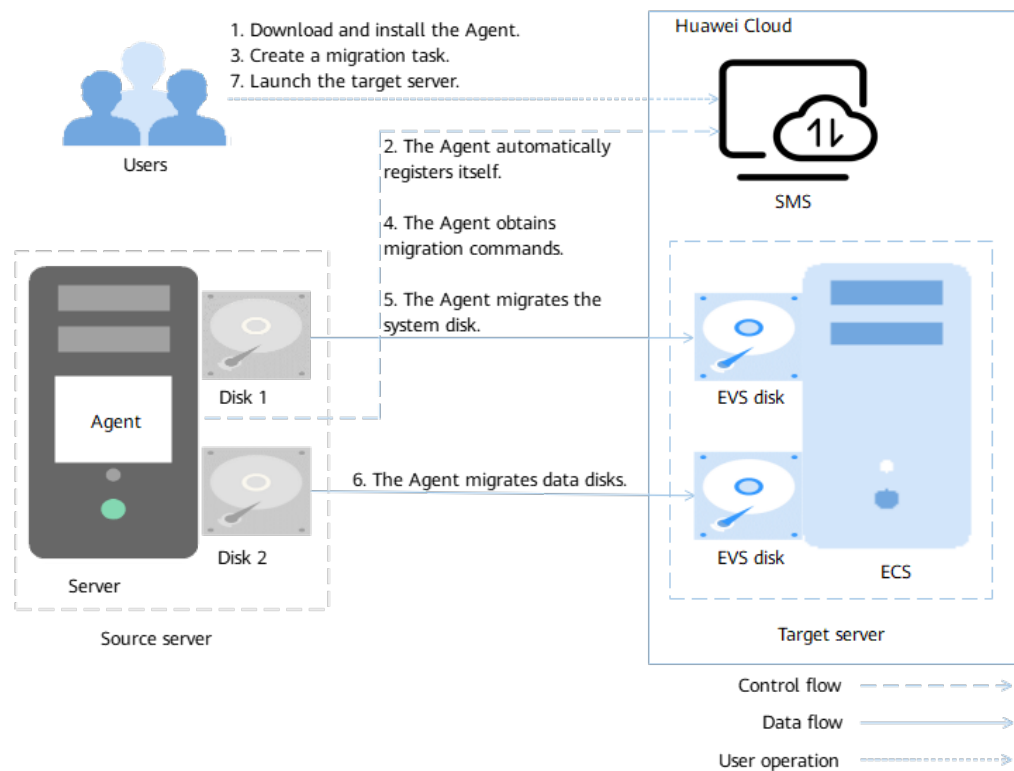 1. Download and install the Agent.
3. Create a migration task.
7. Launch the target server.
Users
Huawei Cloud
SMS
2. The Agent automatically
registers itself.
4. The Agent obtains
migration commands.
5. The Agent migrates the
system disk.
Disk 1
EVS disk
Agent
6. The Agent migrates data disks.
Disk 2
EVS disk
Server
ECS
Source server
Target server
Control flow
Data flow
User operation